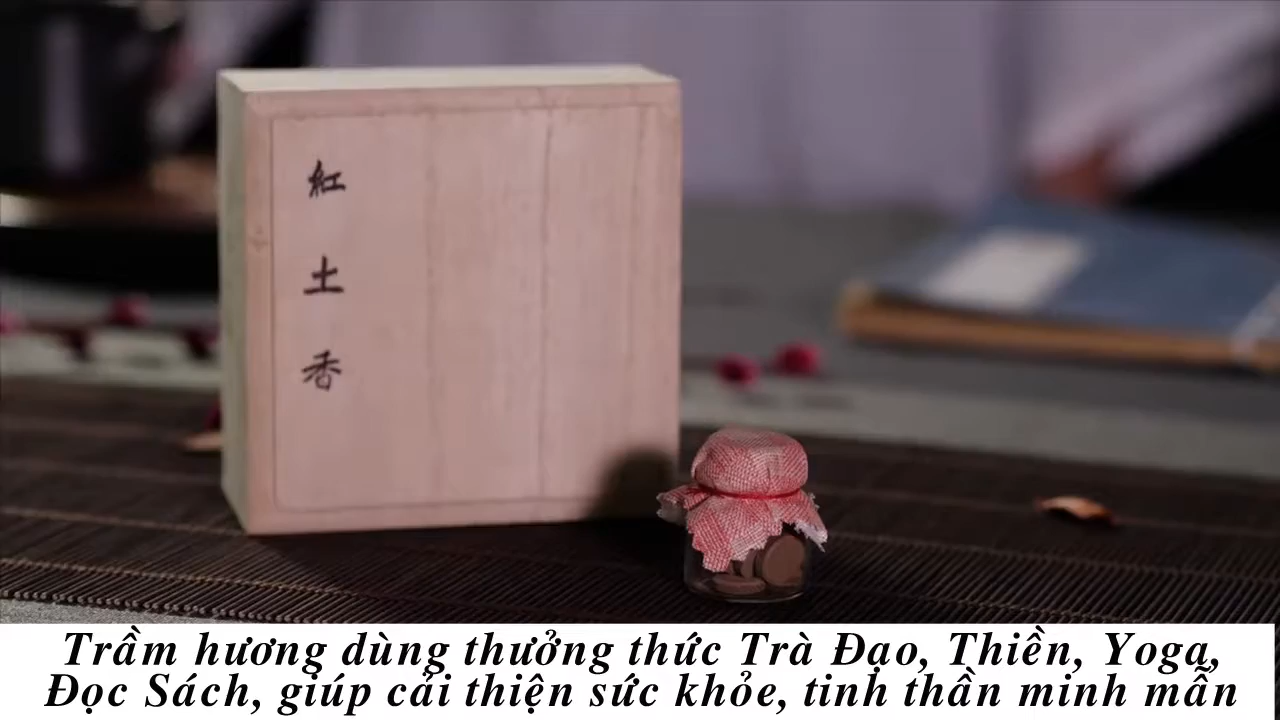 紅
土
香
Trầm hương dùng thưởng thức Trà Đạo, Thiền, Yoga,
Đọc Sách, giúp cải thiện sức khỏe, tinh thần minh mẫn